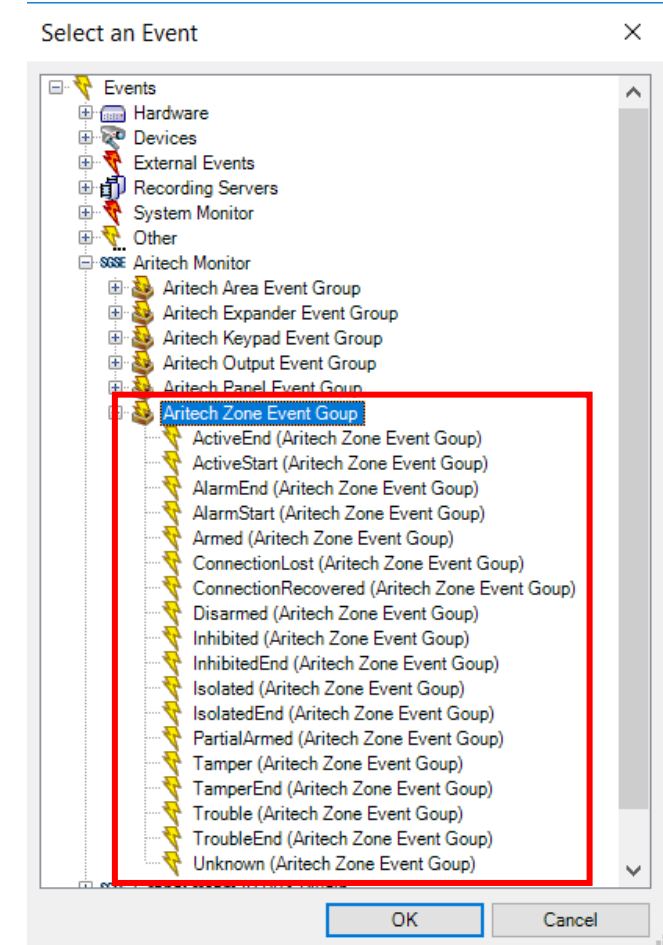 Select an Event
Events
Hardware
Devices
External Events
Recording Servers
System Monitor
Other
SGSE Aritech Monitor
Aritech Area Event Group
Aritech Expander Event Group
Aritech Keypad Event Group
Aritech Output Event Group
Aritech Panel Event Goup
Aritech Zone Event Goup
ActiveEnd (Aritech Zone Event Goup)
ActiveStart (Aritech Zone Event Goup)
AlarmEnd (Aritech Zone Event Goup)
AlarmStart (Aritech Zone Event Goup)
Armed (Aritech Zone Event Goup)
ConnectionLost (Aritech Zone Event Goup)
ConnectionRecovered (Aritech Zone Event Goup)
Disarmed (Aritech Zone Event Goup)
Inhibited (Aritech Zone Event Goup)
InhibitedEnd (Aritech Zone Event Goup)
Isolated (Aritech Zone Event Goup)
IsolatedEnd (Aritech Zone Event Goup)
PartialArmed (Aritech Zone Event Goup)
Tamper (Aritech Zone Event Goup)
TamperEnd (Aritech Zone Event Goup)
Trouble (Aritech Zone Event Goup)
TroubleEnd (Aritech Zone Event Goup)
Unknown (Aritech Zone Event Goup)
OK Cancel